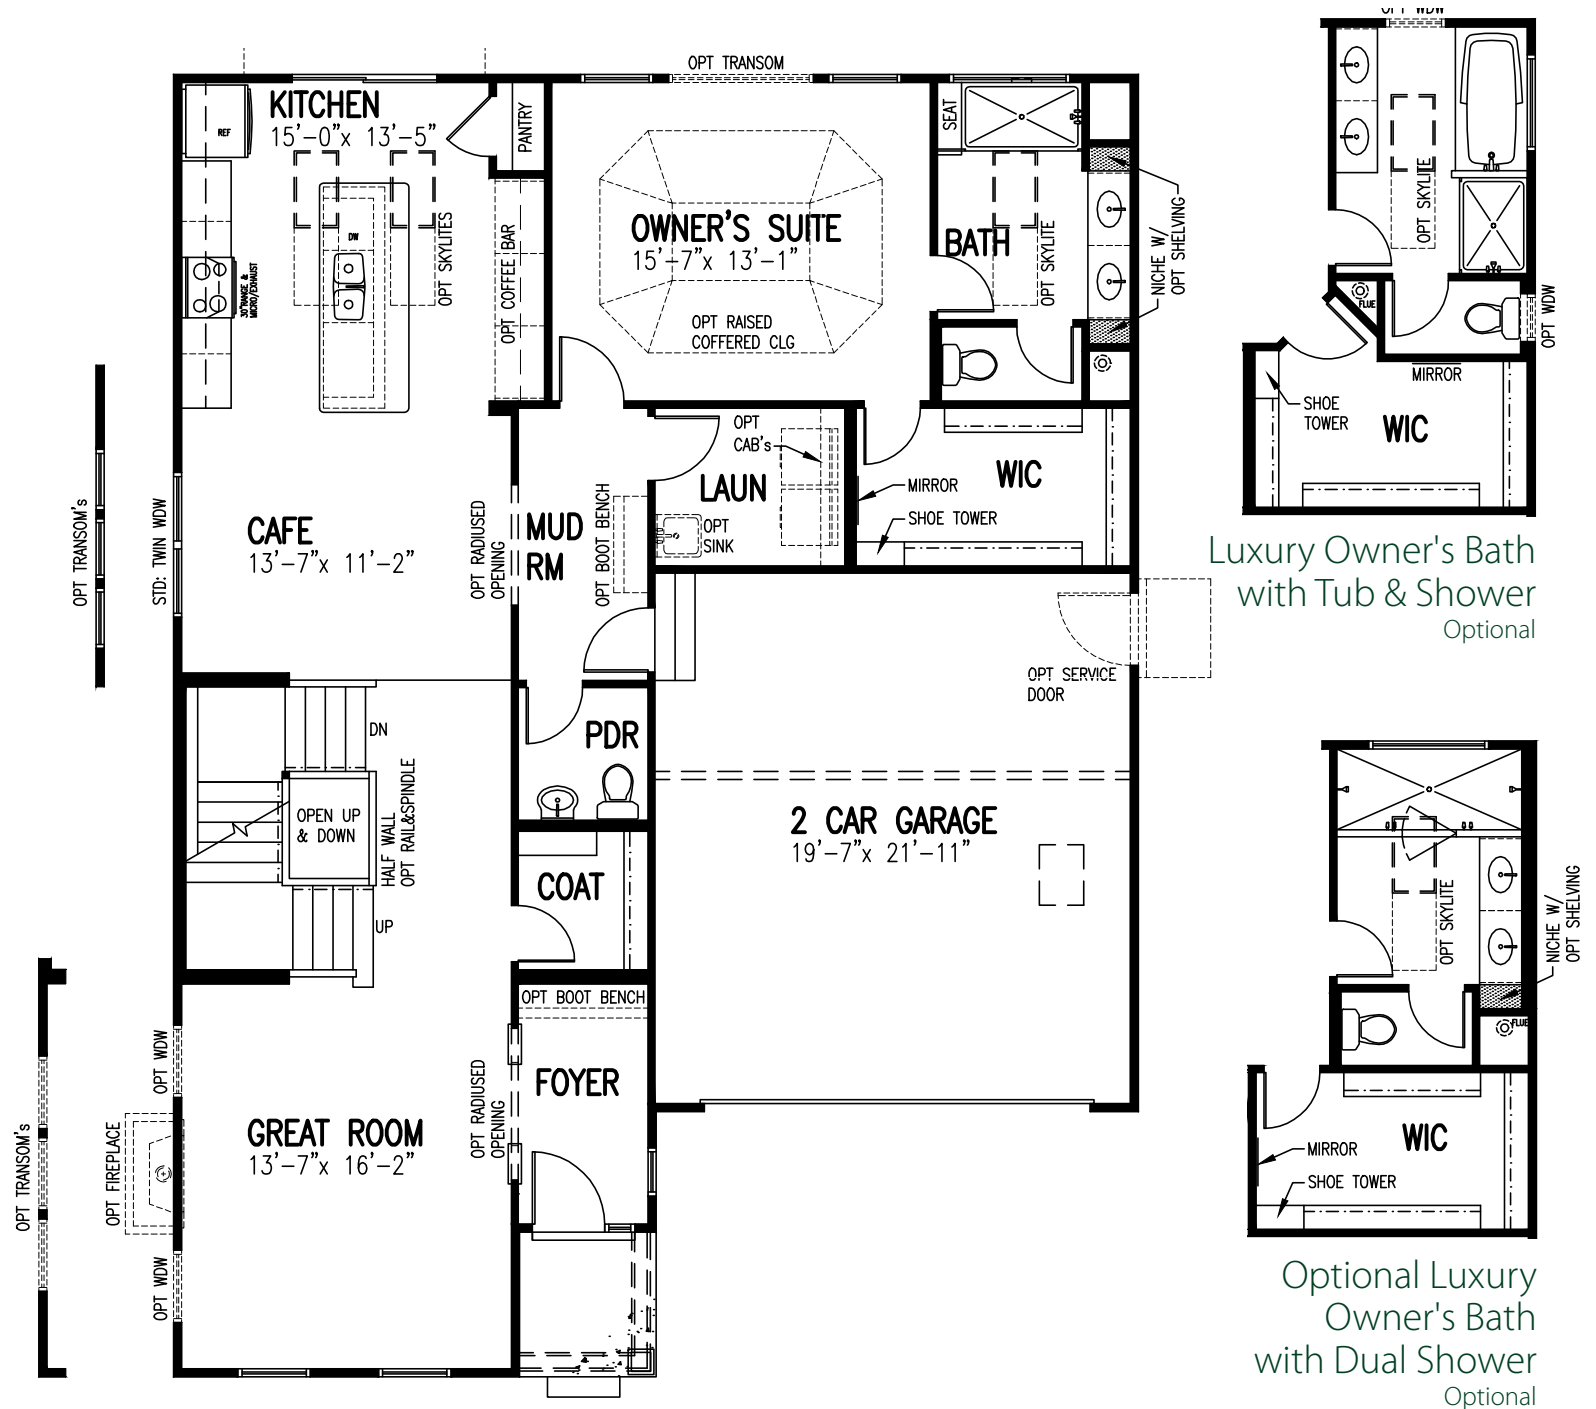 OPT TRANSOM
KITCHEN
15'-0"x 13'-5"
REF
PANTRY
DW
30" RANGE &
MICRO/EXHAUST
OPT SKYLITES
OPT COFFEE BAR
OWNER'S SUITE
15'-7"x 13'-1"
OPT RAISED
COFFERED CLG
SEAT
BATH
OPT SKYLITE
NICHE W/
OPT SHELVING
OPT TRANSOM's
STD: TWIN WDW
CAFE
13'-7"x 11'-2"
OPT RADIUSED
OPENING
MUD
RM
OPT BOOT BENCH
OPT
CAB's
LAUN
OPT
SINK
WIC
MIRROR
SHOE TOWER
OPT SERVICE
DOOR
DN
OPEN UP
& DOWN
HALF WALL
OPT RAIL&SPINDLE
UP
PDR
COAT
2 CAR GARAGE
19'-7"x 21'-11"
OPT BOOT BENCH
FOYER
OPT RADIUSED
OPENING
OPT WDW
OPT FIREPLACE
OPT TRANSOM's
GREAT ROOM
13'-7"x 16'-2"
OPT WDW
OPT WDW
OPT SKYLITE
FLUE
OPT WDW
MIRROR
SHOE
TOWER
WIC
Luxury Owner's Bath
with Tub & Shower
Optional
OPT SKYLITE
NICHE W/
OPT SHELVING
FLUE
WIC
MIRROR
SHOE TOWER
Optional Luxury
Owner's Bath
with Dual Shower
Optional